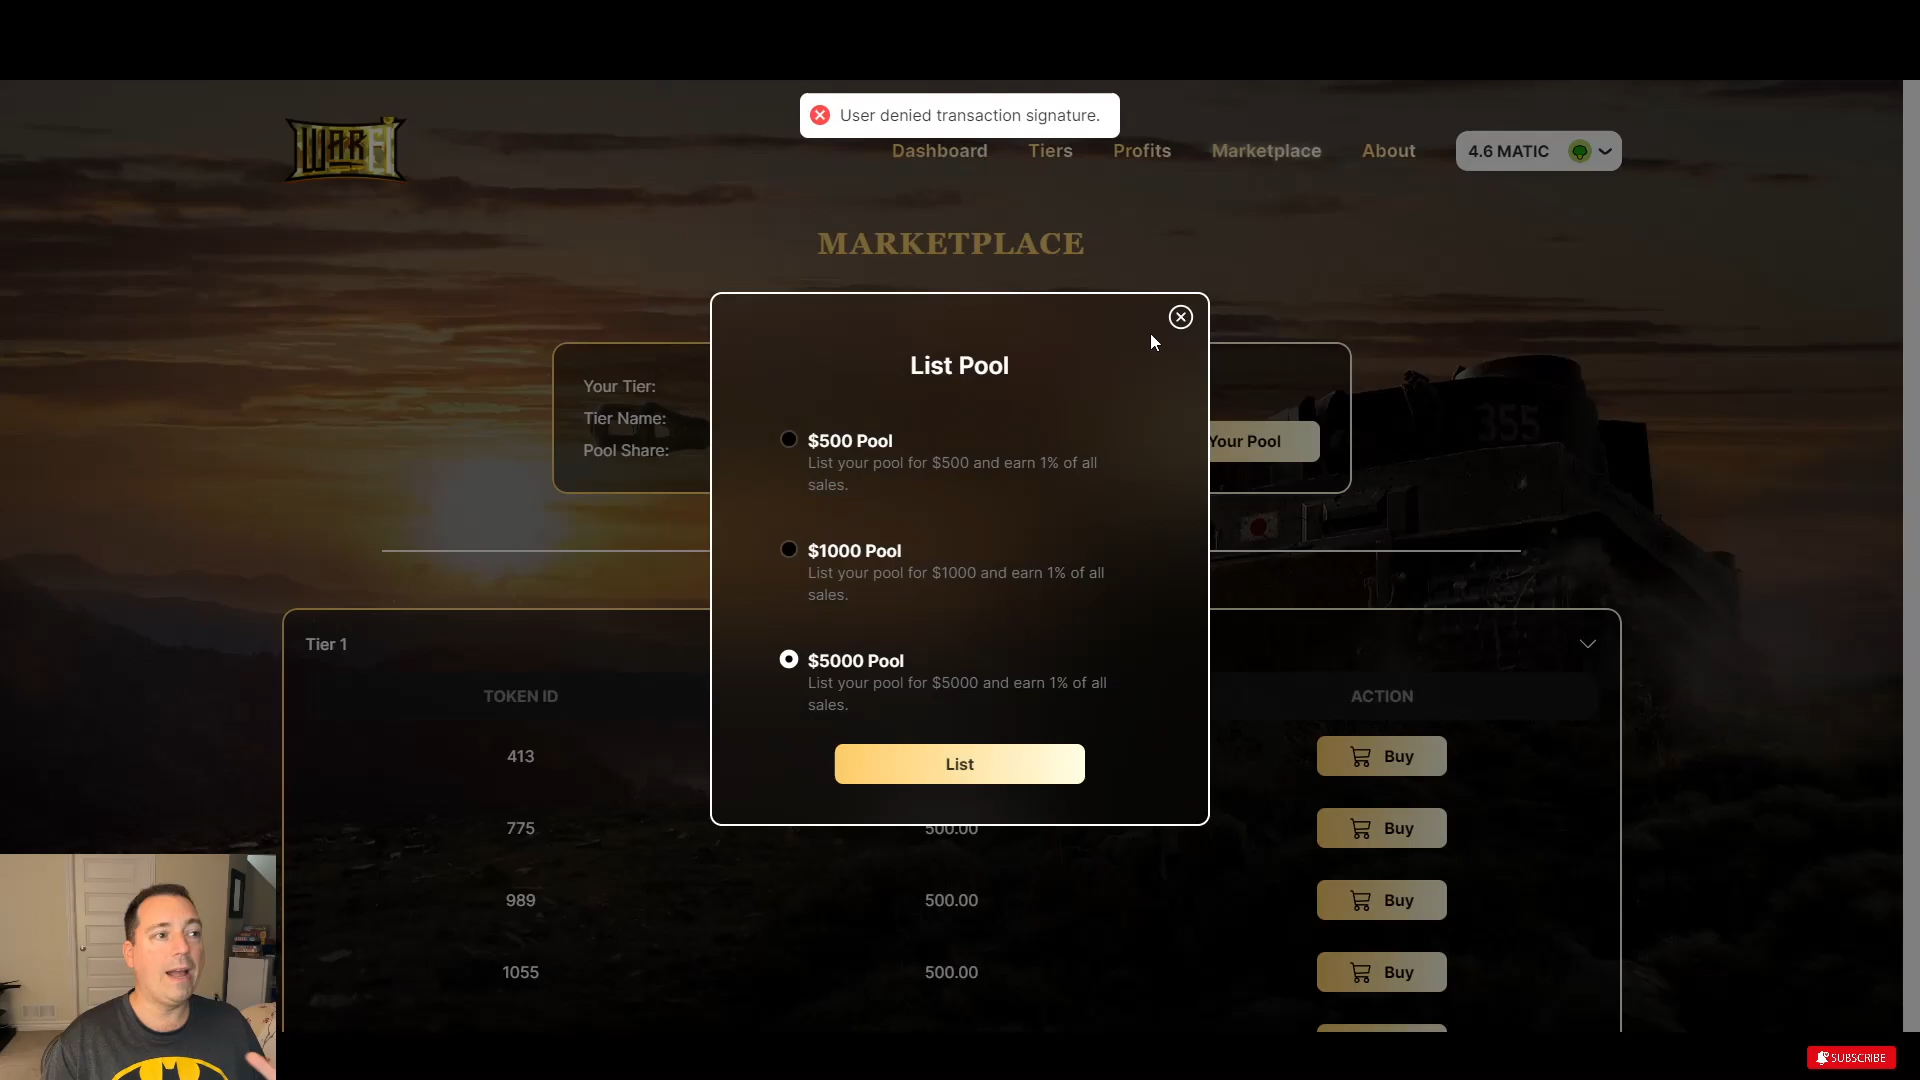 User denied transaction signature.
WARFI
Dashboard
Tiers
Profits
Marketplace
About
4.6 MATIC
MARKETPLACE
List Pool
Your Tier:
Tier Name:
Pool Share:
Your Pool
355
$500 Pool
List your pool for $500 and earn 1% of all
sales.
$1000 Pool
List your pool for $1000 and earn 1% of all
sales.
$5000 Pool
List your pool for $5000 and earn 1% of all
sales.
List
Tier 1
TOKEN ID
ACTION
413
Buy
775
500.00
Buy
989
500.00
Buy
1055
500.00
Buy
SUBSCRIBE